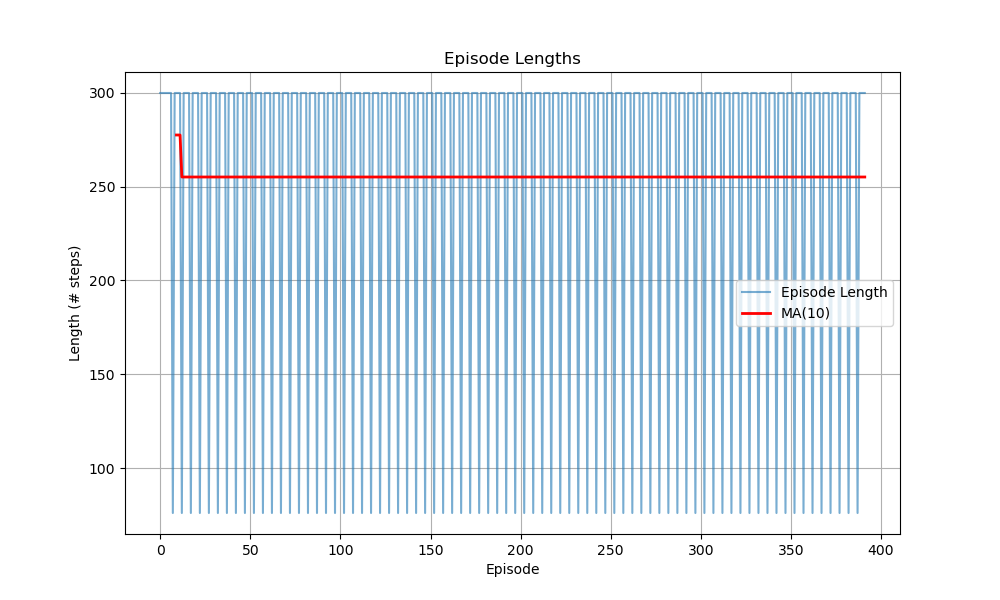 Episode Lengths
300
250
200
150
100
Length (# steps)
Episode Length
MA(10)
0 50 100 150 200 250 300 350 400
Episode